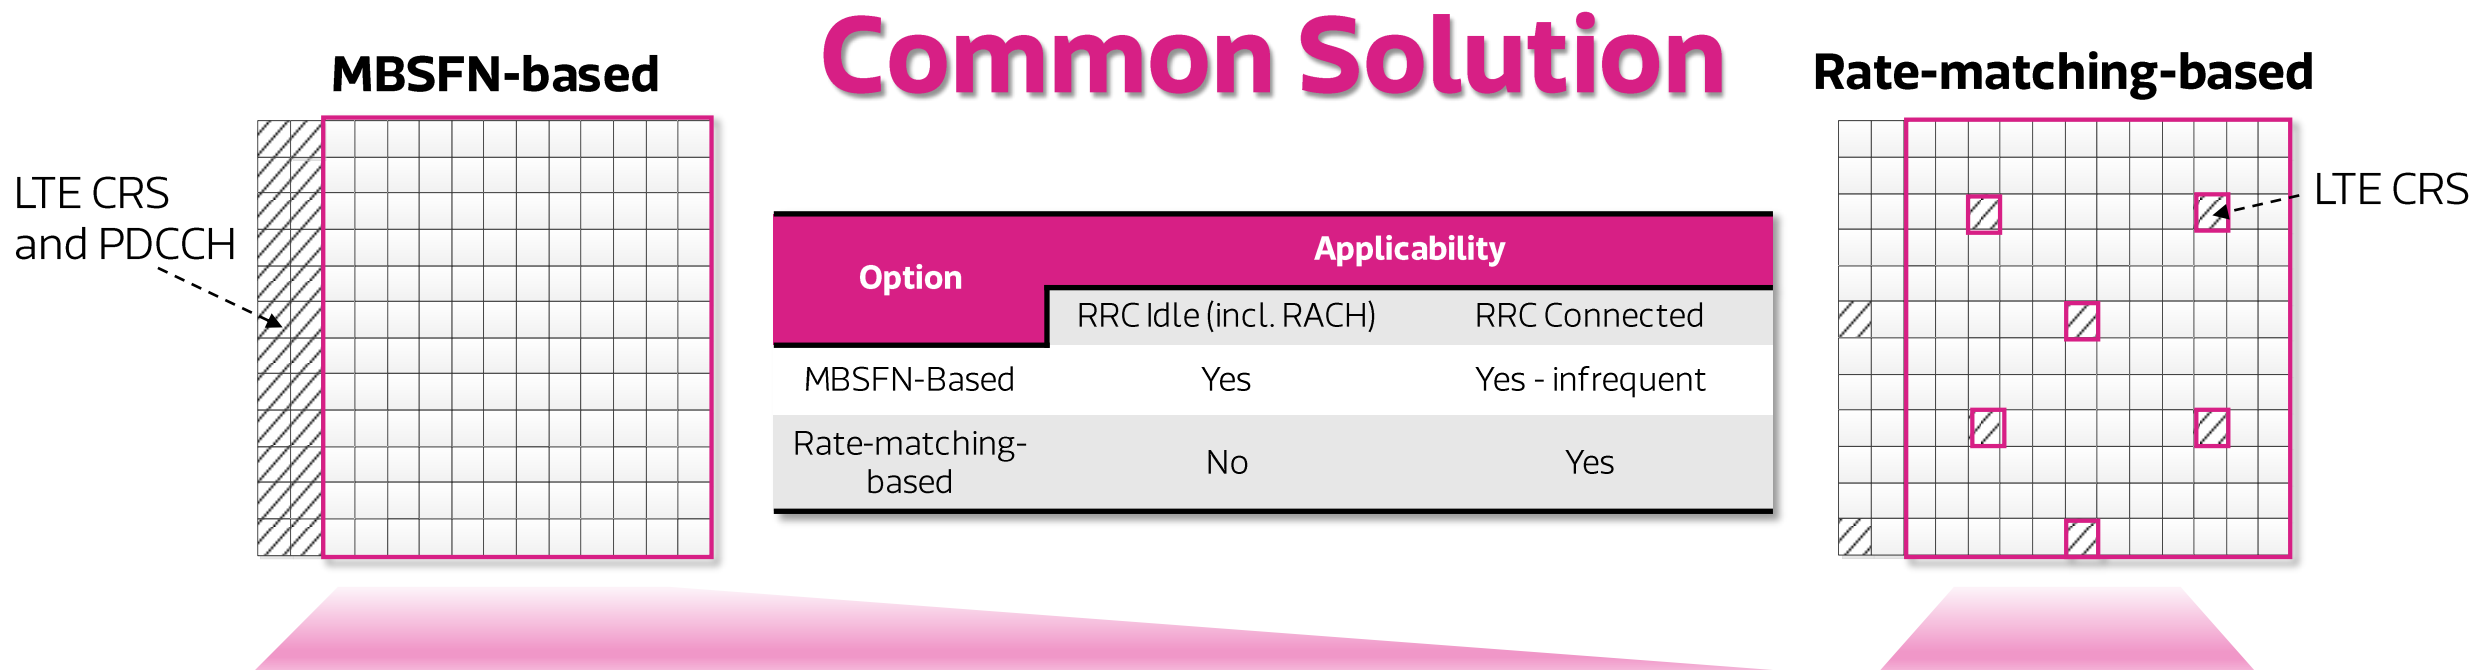 Common Solution
MBSFN-based
Rate-matching-based
LTE CRS
and PDCCH
LTE CRS
Option
Applicability
RRC Idle (incl. RACH)
RRC Connected
MBSFN-Based
Yes
Yes - infrequent
Rate-matching-
based
No
Yes